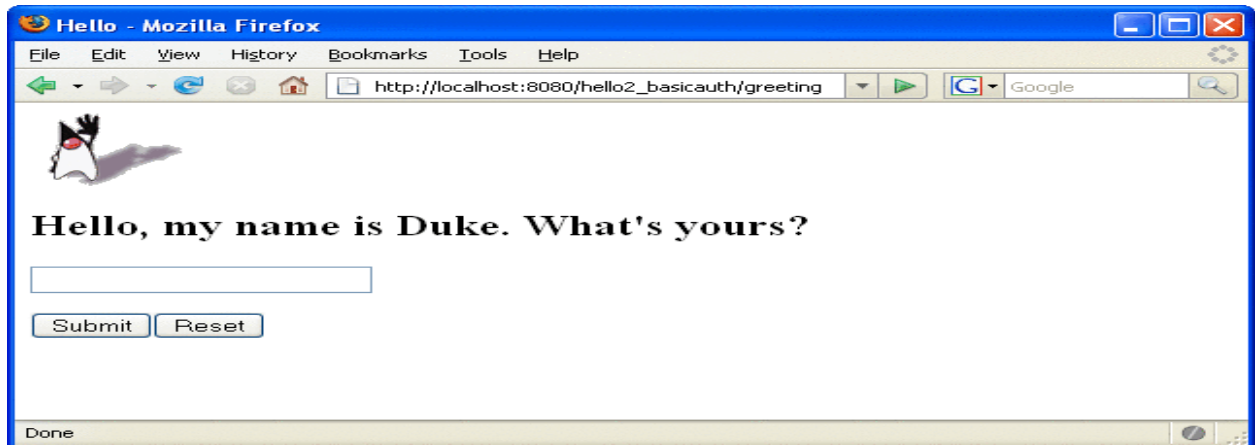 Hello - Mozilla Firefox
File Edit View History Bookmarks Tools Help
http://localhost:8080/hello2_basicauth/greeting G Google
Hello, my name is Duke. What's yours?
Submit Reset
Done